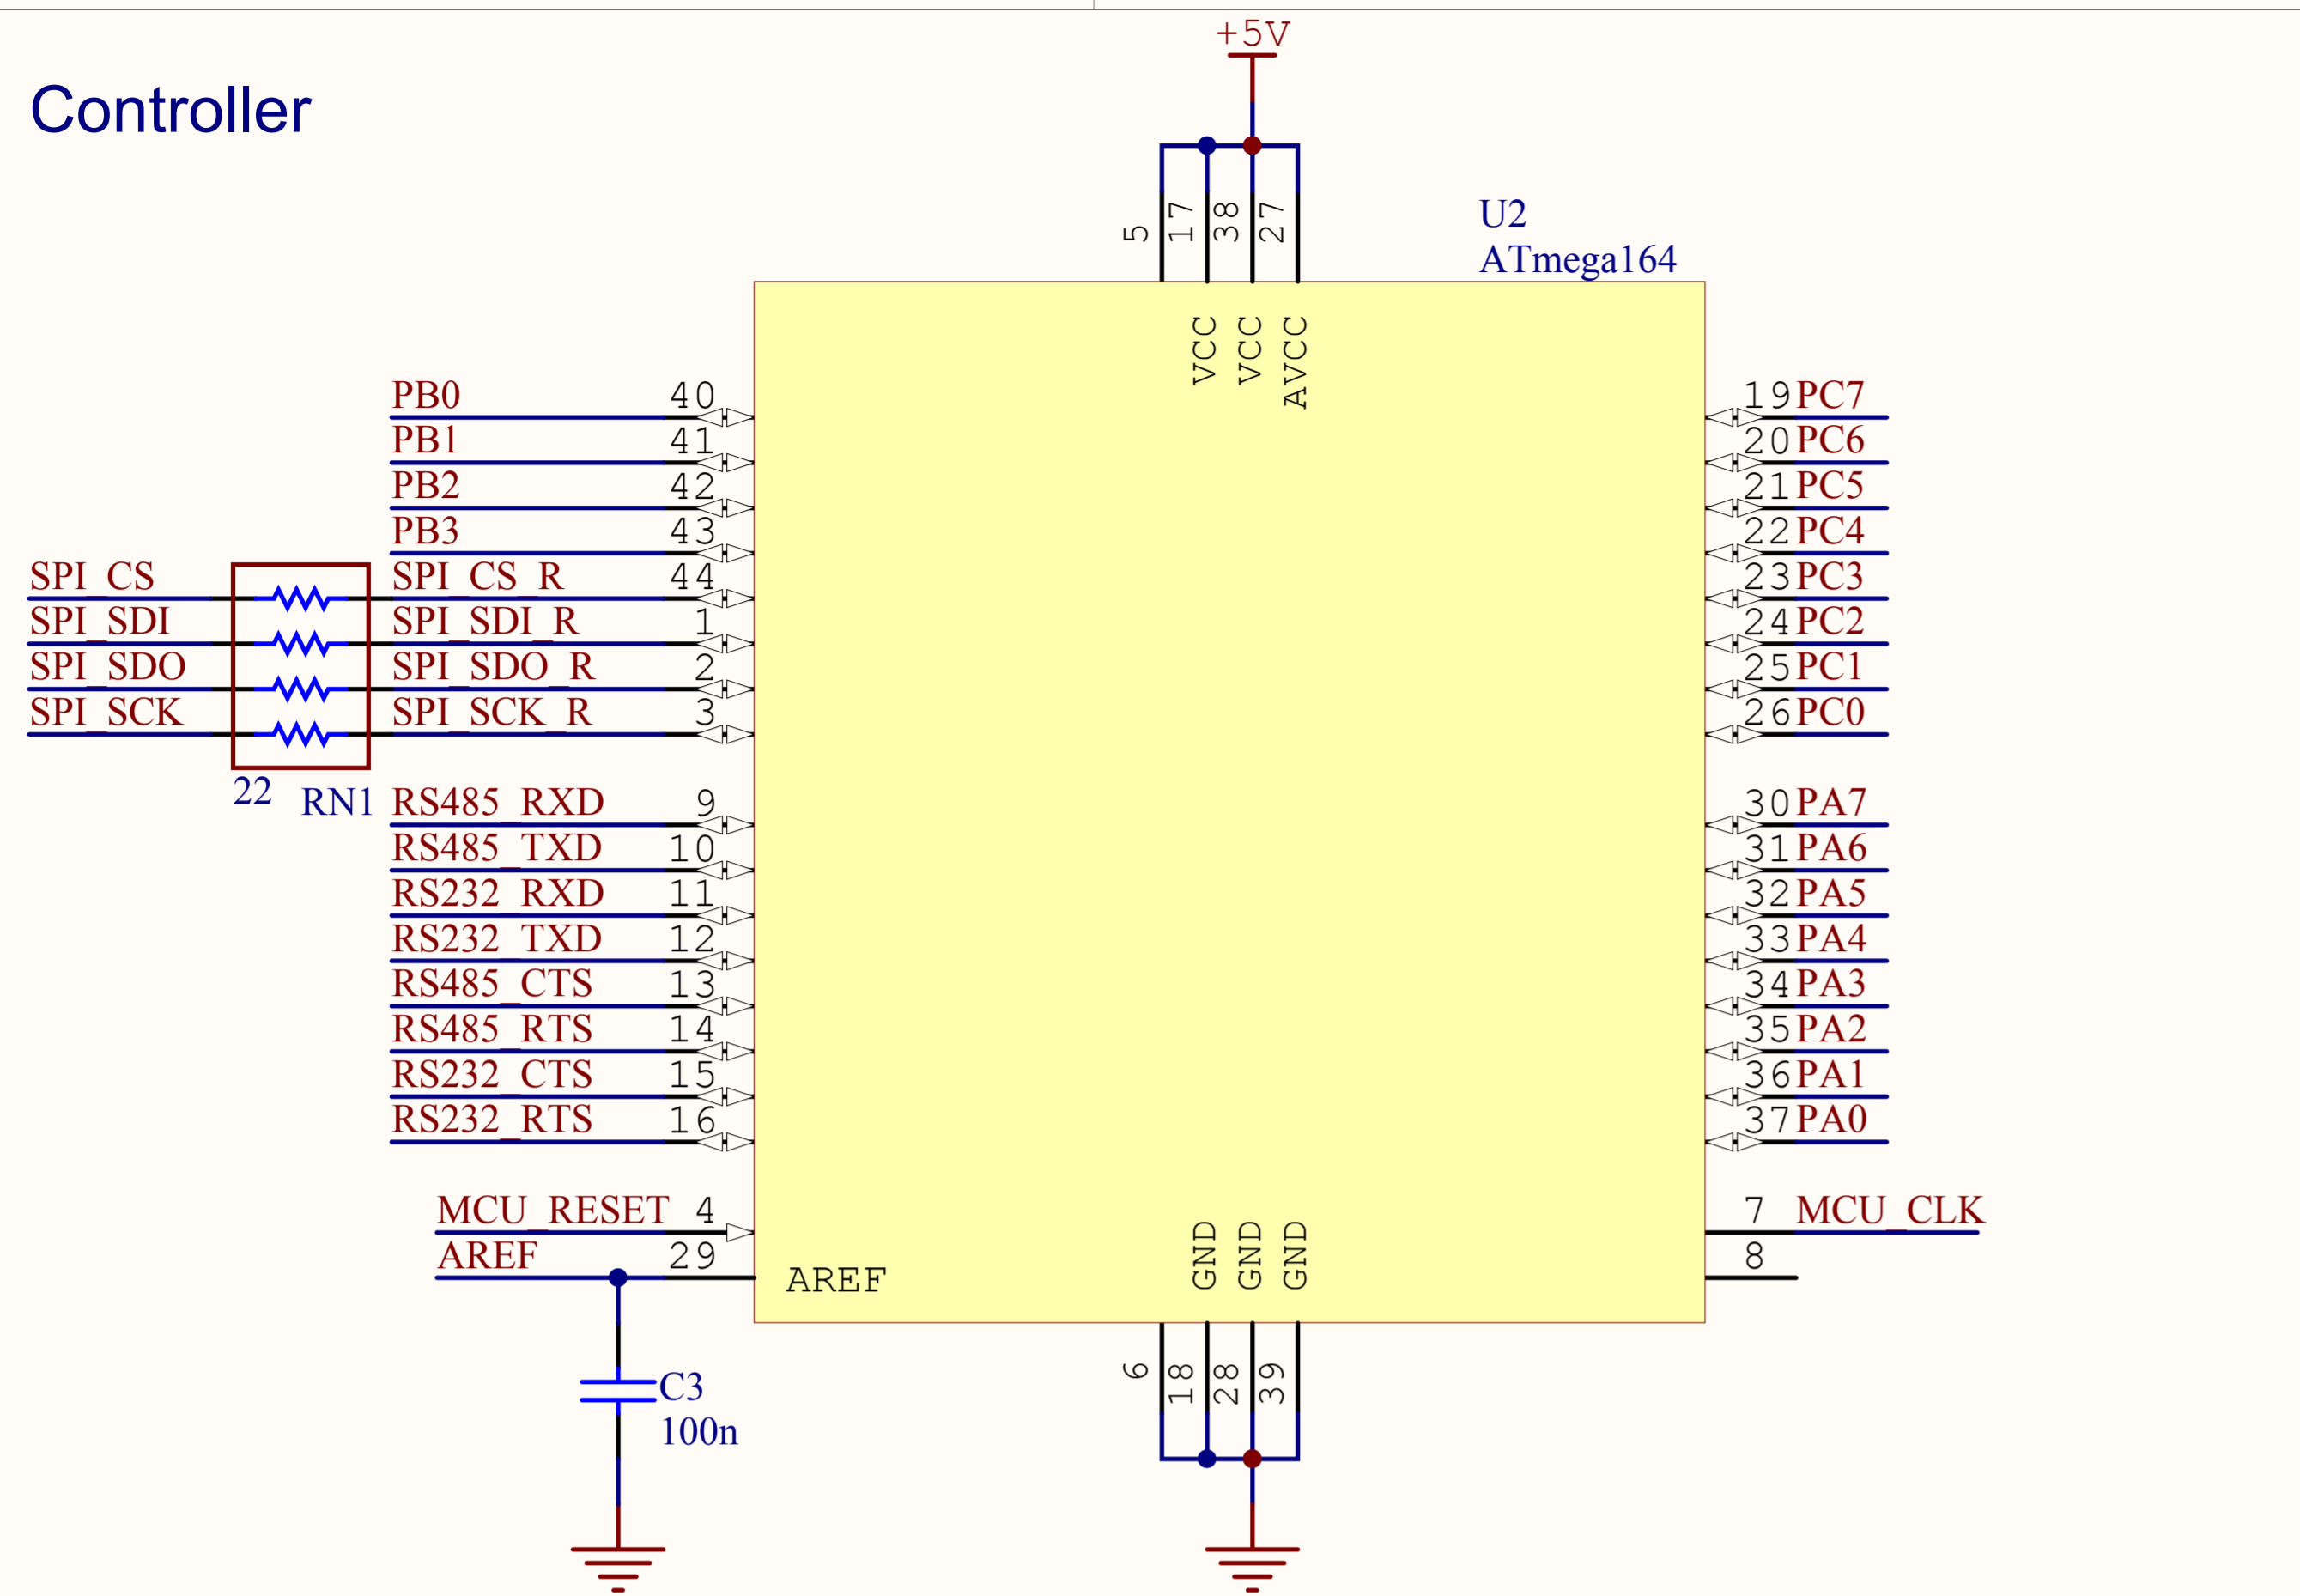 +5V
Controller
5 17 38 27
U2
ATmega164
VCC VCC AVCC
PB0 40
PB1 41
PB2 42
PB3 43
SPI_CS SPI_CS_R 44
SPI_SDI SPI_SDI_R 1
SPI_SDO SPI_SDO_R 2
SPI_SCK SPI_SCK_R 3
22 RN1
RS485_RXD 9
RS485_TXD 10
RS232_RXD 11
RS232_TXD 12
RS485_CTS 13
RS485_RTS 14
RS232_CTS 15
RS232_RTS 16
MCU_RESET 4
AREF 29 AREF
19 PC7
20 PC6
21 PC5
22 PC4
23 PC3
24 PC2
25 PC1
26 PC0
30 PA7
31 PA6
32 PA5
33 PA4
34 PA3
35 PA2
36 PA1
37 PA0
7 MCU_CLK
8
GND GND GND
6 18 28 39
C3
100n